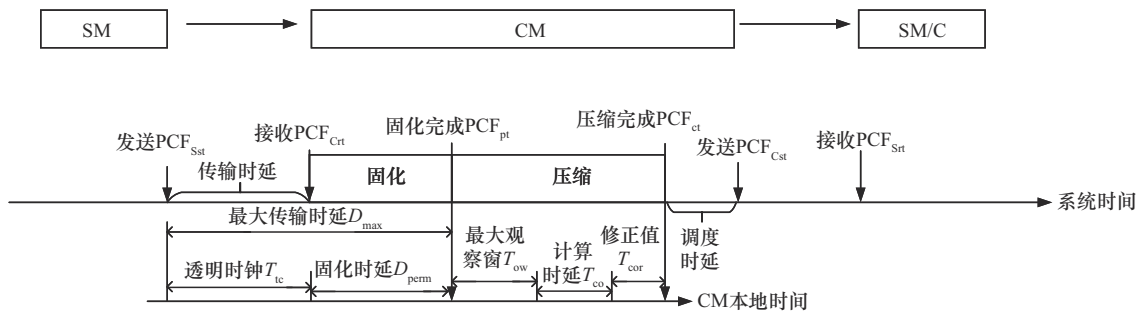 SM
CM
SM/C
发送PCF_Sst
接收PCF_Crt
固化完成PCF_pt
压缩完成PCF_ct
发送PCF_Cst
接收PCF_Srt
传输时延
固化
压缩
系统时间
最大传输时延D_max
调度
时延
透明时钟T_tc
固化时延D_perm
最大观
察窗T_ow
计算
时延T_co
修正值
T_cor
CM本地时间